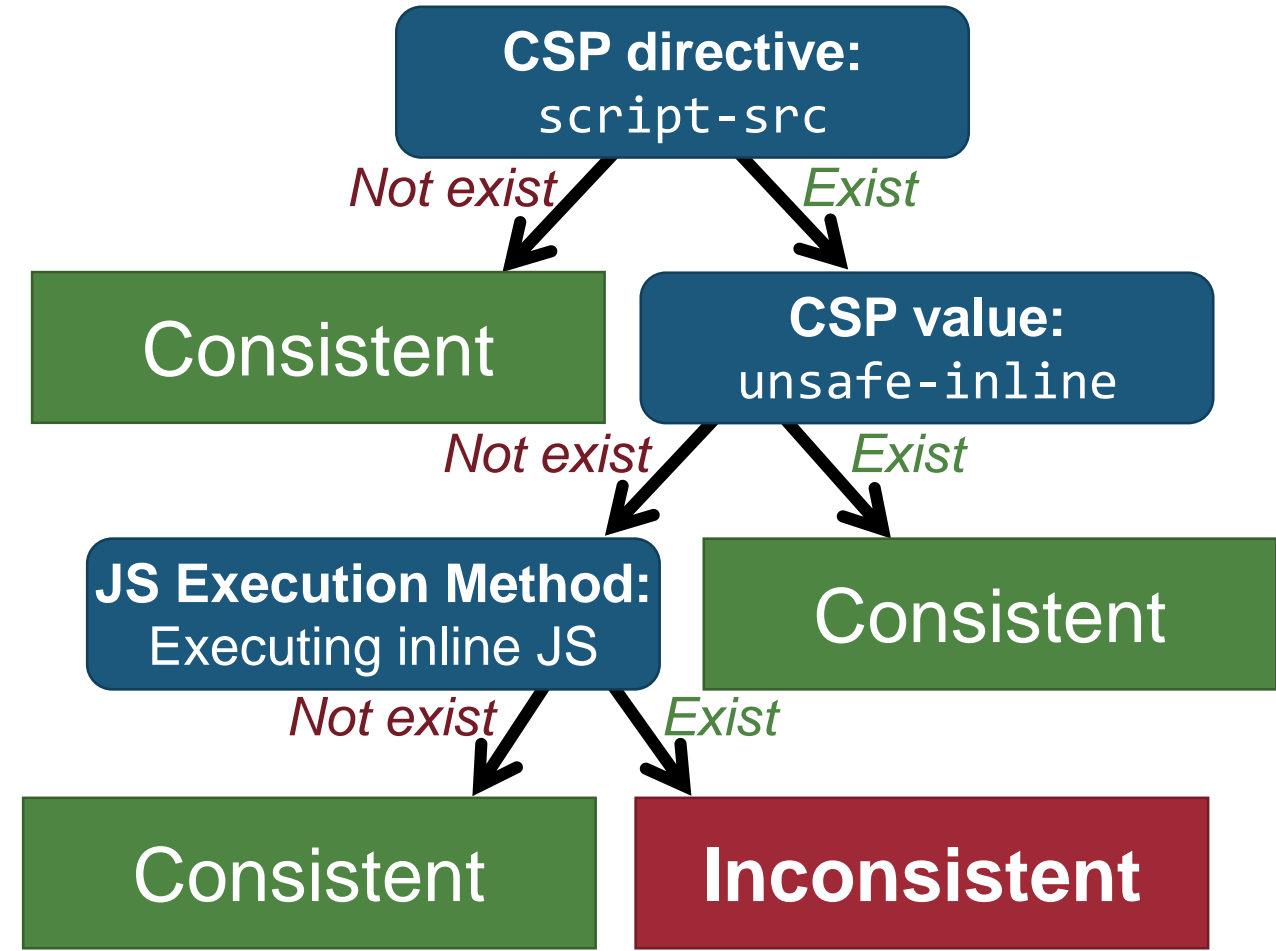 CSP directive:
script-src
Not exist
Exist
Consistent
CSP value:
unsafe-inline
Not exist
Exist
JS Execution Method:
Executing inline JS
Consistent
Not exist
Exist
Consistent
Inconsistent